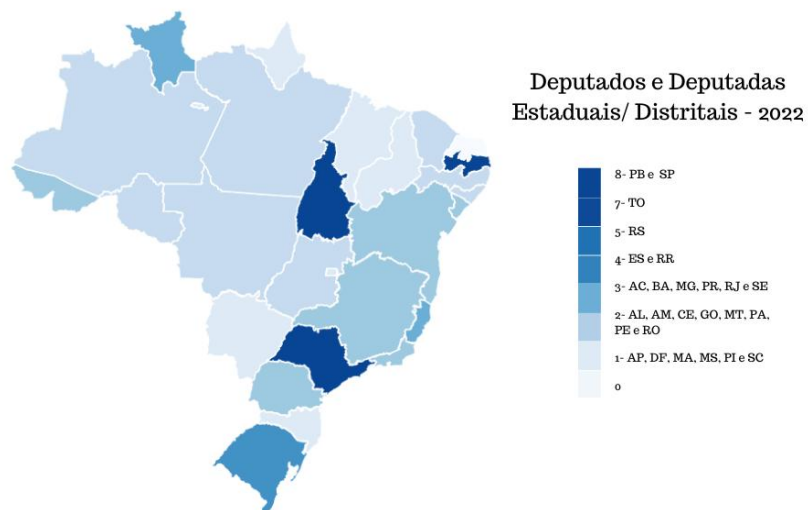 Deputados e Deputadas
Estaduais/ Distritais - 2022
8- PB e SP
7- TO
5- RS
4- ES e RR
3- AC, BA, MG, PR, RJ e SE
2- AL, AM, CE, GO, MT, PA,
PE e RO
1- AP, DF, MA, MS, PI e SC
0